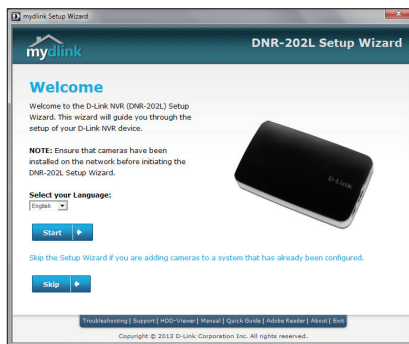 mydlink Setup Wizard
mydlink
DNR-202L Setup Wizard
Welcome
Welcome to the D-Link NVR (DNR-202L) Setup
Wizard. This wizard will guide you through the
setup of your D-Link NVR device.
NOTE: Ensure that cameras have been
installed on the network before initiating the
DNR-202L Setup Wizard.
D-Link
Select your Language:
English
Start
Skip the Setup Wizard if you are adding cameras to a system that has already been configured.
Skip
Troubleshooting | Support | HDD-Viewer | Manual | Quick Guide | Adobe Reader | About | Exit
Copyright © 2013 D-Link Corporation Inc. All rights reserved.